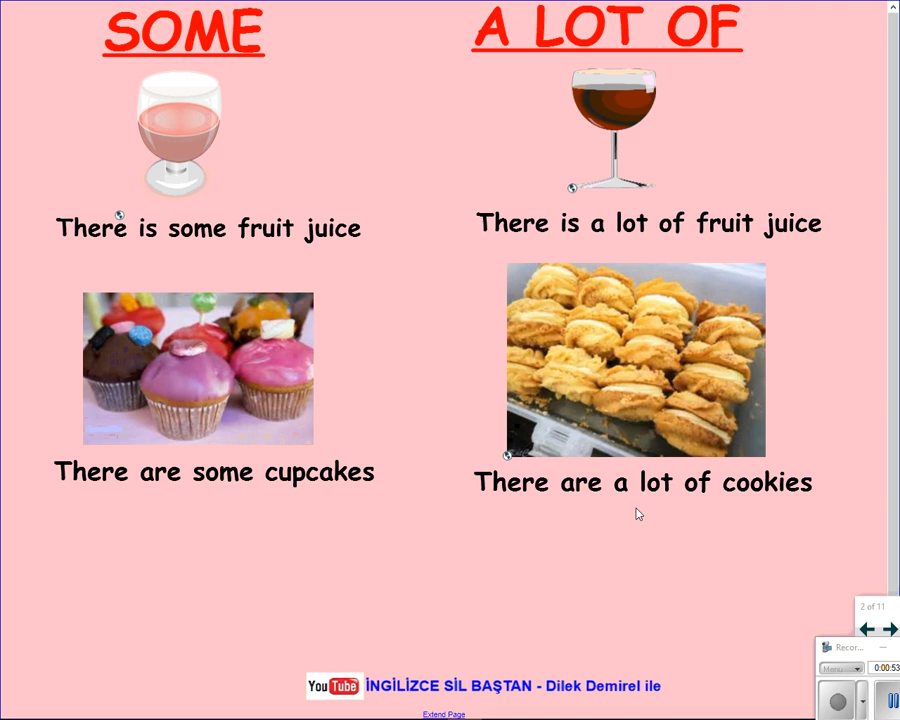 SOME
A LOT OF
There is some fruit juice
There is a lot of fruit juice
There are some cupcakes
There are a lot of cookies
2 of 11
Recor...
Menu
0:00:53
YouTube İNGİLİZCE SİL BAŞTAN - Dilek Demirel ile
Extend Page